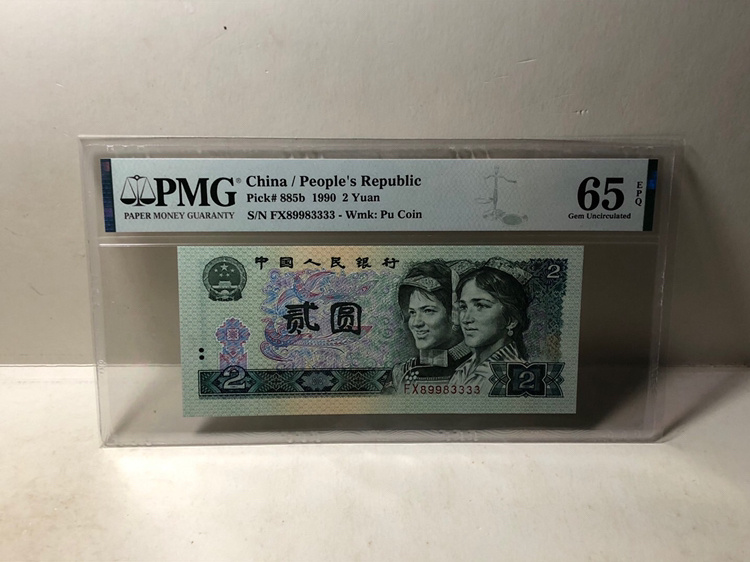 PMG®
PAPER MONEY GUARANTY
China / People's Republic
Pick# 885b 1990 2 Yuan
S/N FX89983333 - Wmk: Pu Coin
65 EPQ
Gem Uncirculated
中国人民银行
2
贰圆
2
FX89983333
2